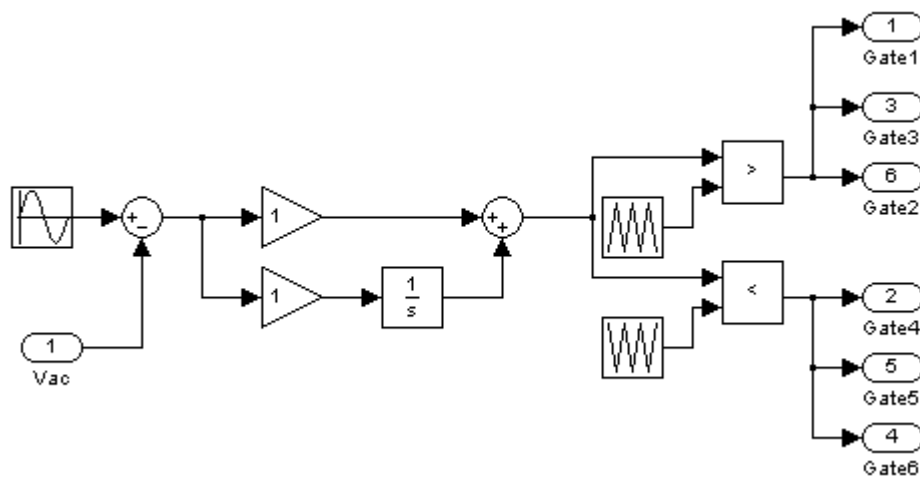 1
Gate1
3
Gate3
>
6
Gate2
+
−
1
+
+
1
1
s
<
2
Gate4
1
Vac
5
Gate5
4
Gate6